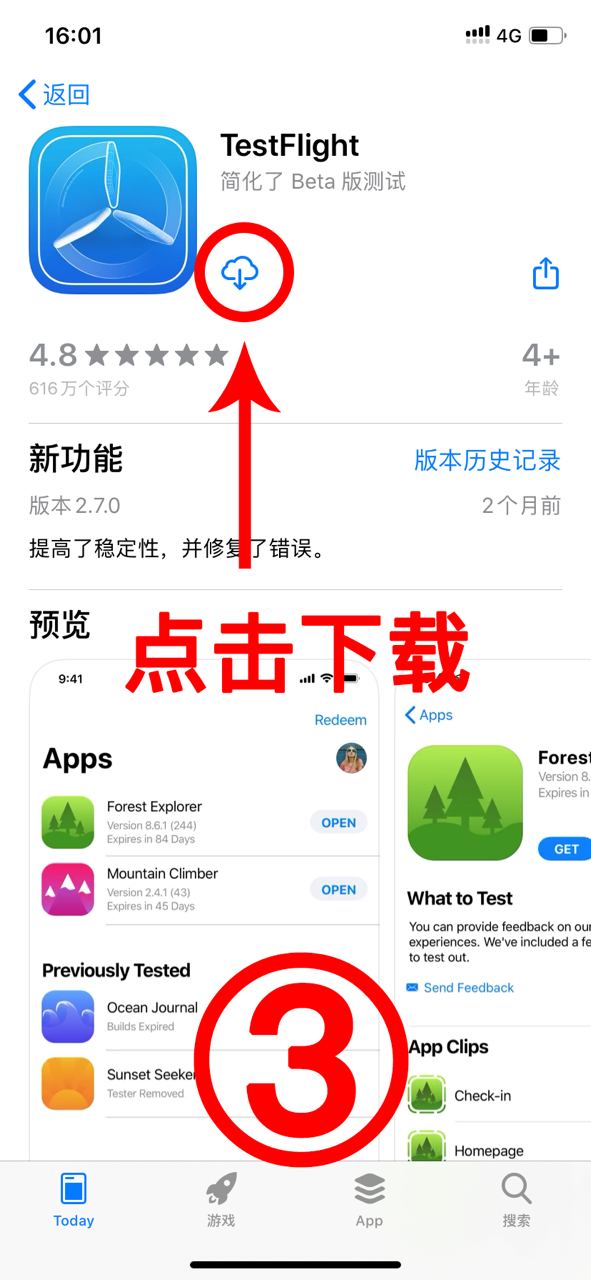 16:01
4G
返回
TestFlight
简化了 Beta 版测试
4.8
4+
616万个评分
年龄
新功能
版本历史记录
版本 2.7.0
2个月前
提高了稳定性，并修复了错误。
预览
点击下载
9:41
Redeem
Apps
Forest Explorer
Version 8.6.1 (244)
Expires in 84 Days
OPEN
Mountain Climber
Version 2.4.1 (43)
Expires in 45 Days
OPEN
Previously Tested
Ocean Journal
Builds Expired
Sunset Seeker
Tester Removed
Apps
Forest
Version 8.
Expires in
GET
What to Test
You can provide feedback on our
experiences. We've included a fe
to test out.
Send Feedback
App Clips
Check-in
Homepage
③
Today
游戏
App
搜索